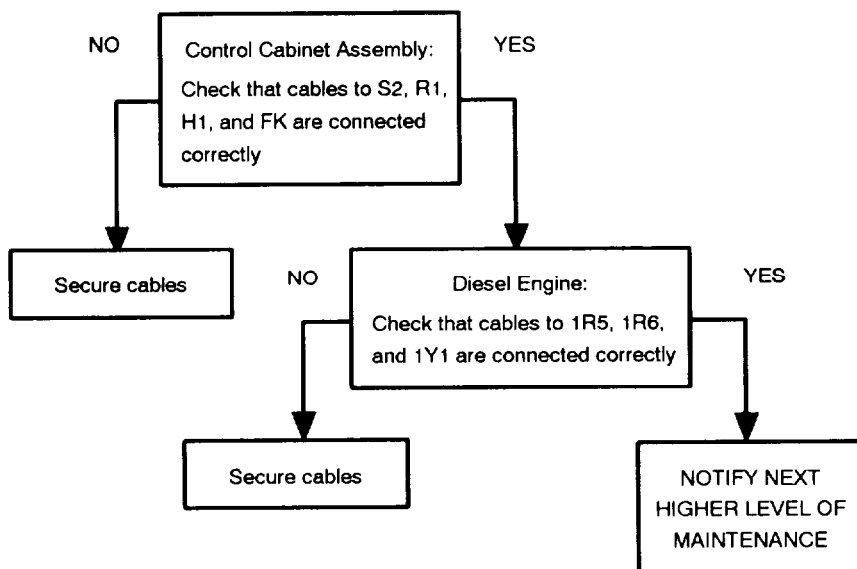 NO
Control Cabinet Assembly:
YES
Check that cables to S2, R1,
H1, and FK are connected
correctly
Secure cables
NO
Diesel Engine:
YES
Check that cables to 1R5, 1R6,
and 1Y1 are connected correctly
Secure cables
NOTIFY NEXT
HIGHER LEVEL OF
MAINTENANCE